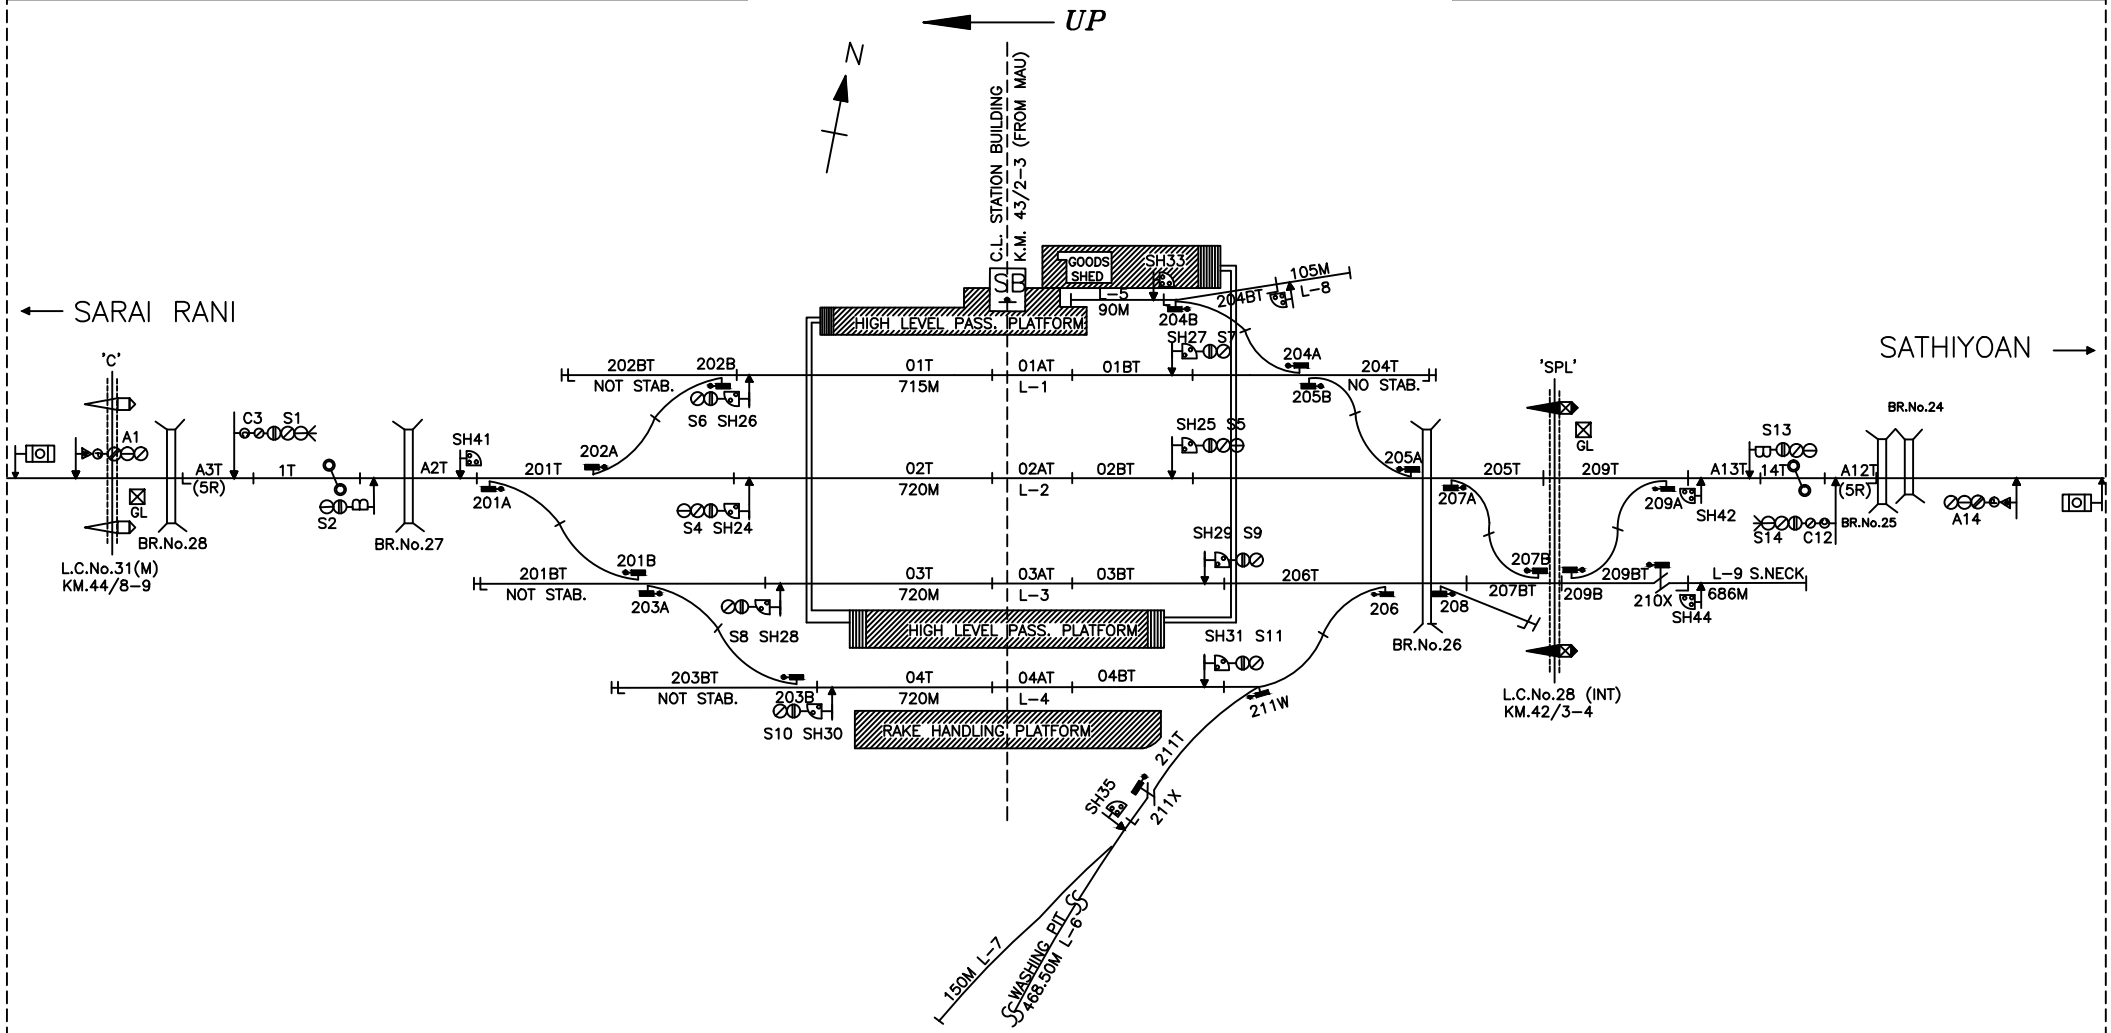 UP
N
C.L. STATION BUILDING
K.M. 43/2-3 (FROM MAU)
SB
GOODS
SHED
SH33
105M
L-5
90M
204BT
L-8
204B
SARAI RANI
SATHIYOAN
HIGH LEVEL PASS. PLATFORM
SH27 S7
'C'
'SPL'
202BT
202B
01T
01AT
01BT
204A
204T
NOT STAB.
715M
L-1
NO STAB.
205B
S6 SH26
BR.No.24
A1
C3 S1
SH41
202A
SH25 S5
205A
GL
S13
A3T
(5R)
1T
A2T
201T
02T
02AT
02BT
205T
209T
A13T
14T
A12T
(5R)
720M
L-2
GL
S2
201A
S4 SH24
207A
209A
SH42
S14 C12
BR.No.25
A14
BR.No.28
BR.No.27
L.C.No.31(M)
KM.44/8-9
SH29 S9
201BT
201B
03T
03AT
03BT
206T
207B
209BT
L-9 S.NECK
NOT STAB.
203A
720M
L-3
206
208
207BT
209B
210X
686M
SH44
S8 SH28
HIGH LEVEL PASS. PLATFORM
SH31 S11
BR.No.26
203BT
04T
04AT
04BT
NOT STAB.
203B
720M
L-4
211W
L.C.No.28 (INT)
KM.42/3-4
S10 SH30
RAKE HANDLING PLATFORM
211T
SH35
211X
150M L-7
WASHING PIT
468.50M L-6